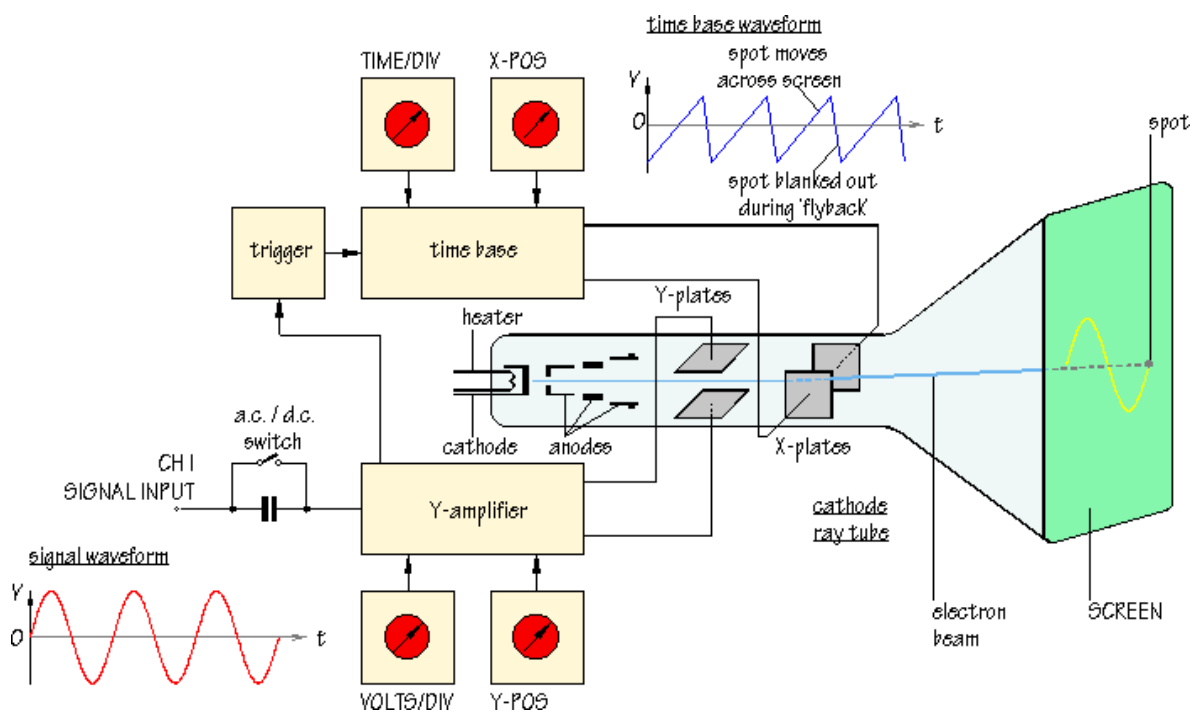 time base waveform
spot moves
across screen
V
O
t
spot blanked out
during 'flyback'
TIME/DIV
X-POS
spot
trigger
time base
Y-plates
heater
cathode
anodes
X-plates
a.c. / d.c.
switch
CH I
SIGNAL INPUT
Y-amplifier
cathode
ray tube
signal waveform
V
O
t
electron
beam
SCREEN
VOLTS/DIV
Y-POS